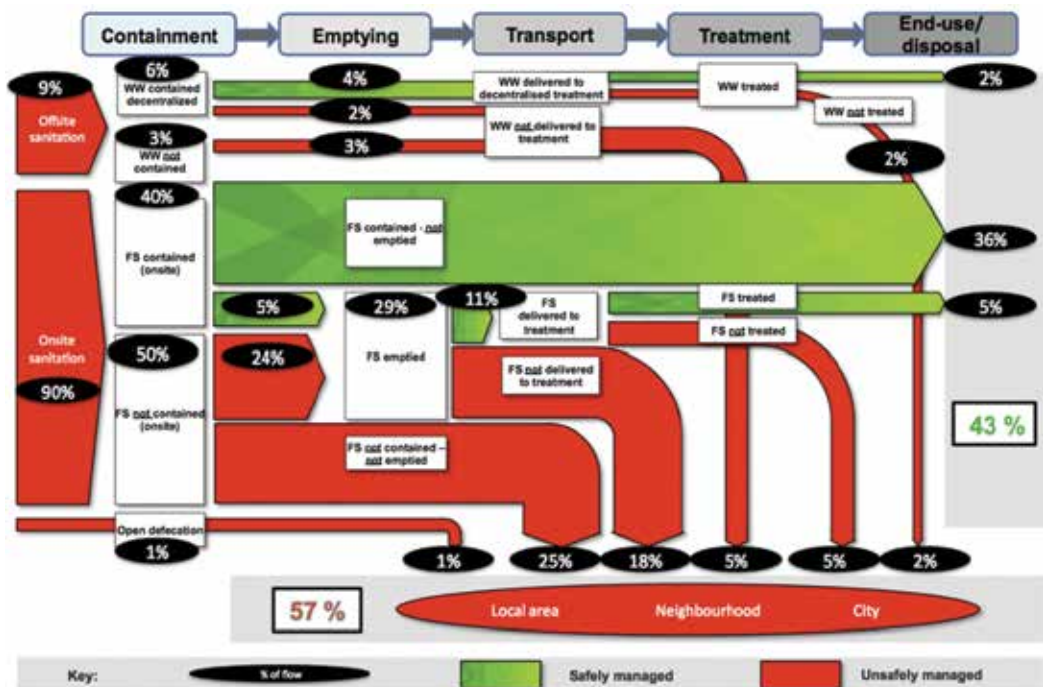 Containment
Emptying
Transport
Treatment
End-use/
disposal
9%
Offsite
sanitation
6%
WW contained
decentralized
4%
WW delivered to
decentralised treatment
WW treated
2%
2%
WW not delivered to
treatment
WW not treated
3%
WW not
contained
3%
2%
40%
FS contained
(onsite)
FS contained - not
emptied
36%
5%
29%
FS emptied
11%
FS
delivered to
treatment
FS treated
5%
FS not treated
Onsite
sanitation
90%
50%
FS not contained
(onsite)
24%
FS not delivered
to treatment
43 %
FS not contained –
not emptied
Open defecation
1%
1%
25%
18%
5%
5%
2%
57 %
Local area
Neighbourhood
City
Key:
% of flow
Safely managed
Unsafely managed